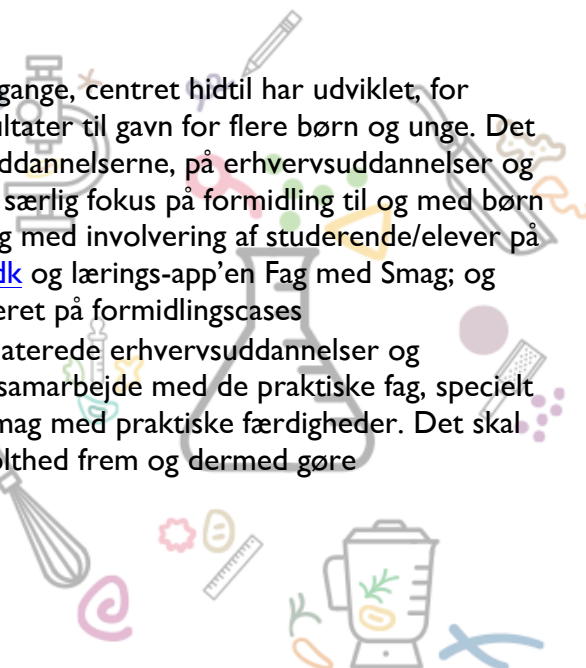 gange, centret hidtil har udviklet, for
ultater til gavn for flere børn og unge. Det
ddannelserne, på erhvervsuddannelser og
særlig fokus på formidling til og med børn
g med involvering af studerende/elever på
dk og lærings-app’en Fag med Smag; og
eret på formidlingscases
aterede erhvervsuddannelser og
samarbejde med de praktiske fag, specielt
mag med praktiske færdigheder. Det skal
olthed frem og dermed gøre